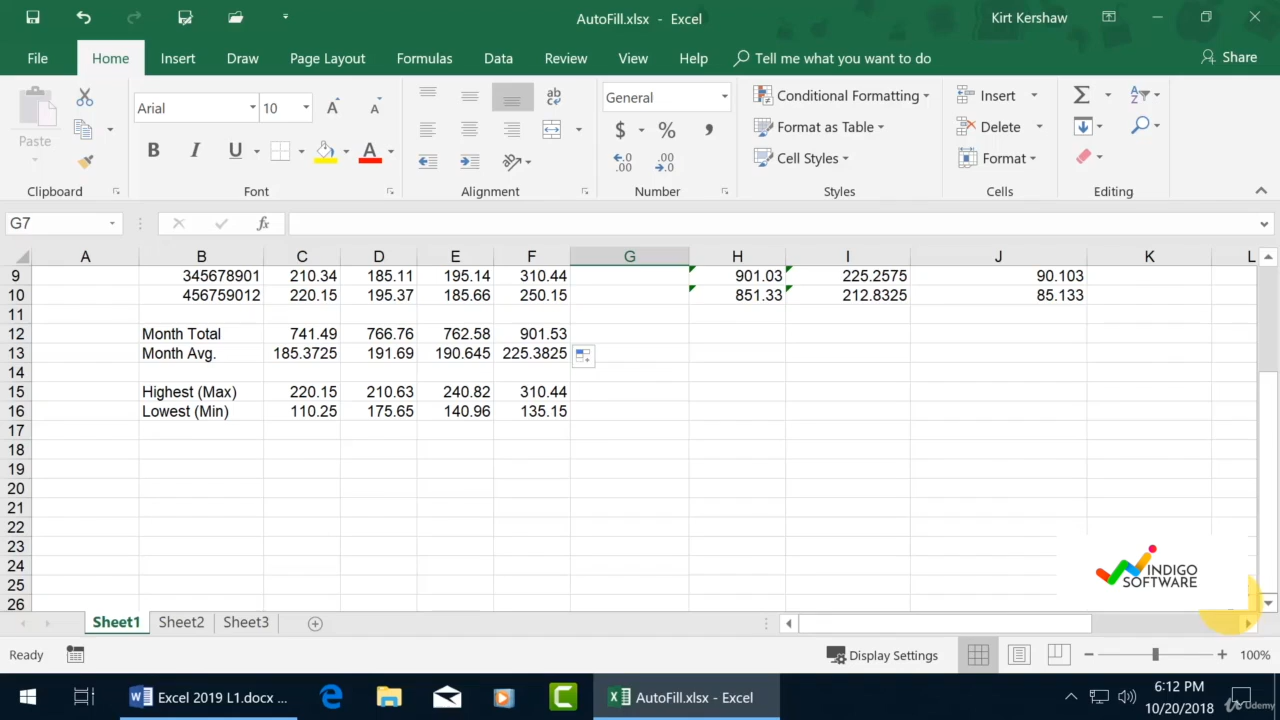 AutoFill.xlsx - Excel
Kirt Kershaw
File Home Insert Draw Page Layout Formulas Data Review View Help Tell me what you want to do Share
Paste
Arial 10
B I U A
General
$ % ,
Conditional Formatting
Format as Table
Cell Styles
Insert
Delete
Format
Clipboard Font Alignment Number Styles Cells Editing
G7 fx
A B C D E F G H I J K L
9 345678901 210.34 185.11 195.14 310.44 901.03 225.2575 90.103
10 456759012 220.15 195.37 185.66 250.15 851.33 212.8325 85.133
11
12 Month Total 741.49 766.76 762.58 901.53
13 Month Avg. 185.3725 191.69 190.645 225.3825
14
15 Highest (Max) 220.15 210.63 240.82 310.44
16 Lowest (Min) 110.25 175.65 140.96 135.15
17
18
19
20
21
22
23
24
25
26
INDIGO
SOFTWARE
Sheet1 Sheet2 Sheet3
Ready Display Settings 100%
Excel 2019 L1.docx ... AutoFill.xlsx - Excel
6:12 PM
10/20/2018
Udemy